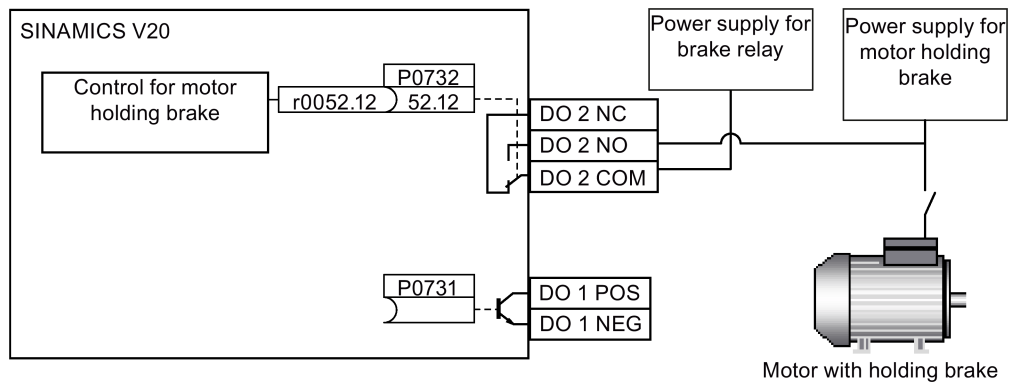 SINAMICS V20
Control for motor
holding brake
r0052.12
P0732
52.12
DO 2 NC
DO 2 NO
DO 2 COM
Power supply for
brake relay
Power supply for
motor holding
brake
P0731
DO 1 POS
DO 1 NEG
Motor with holding brake